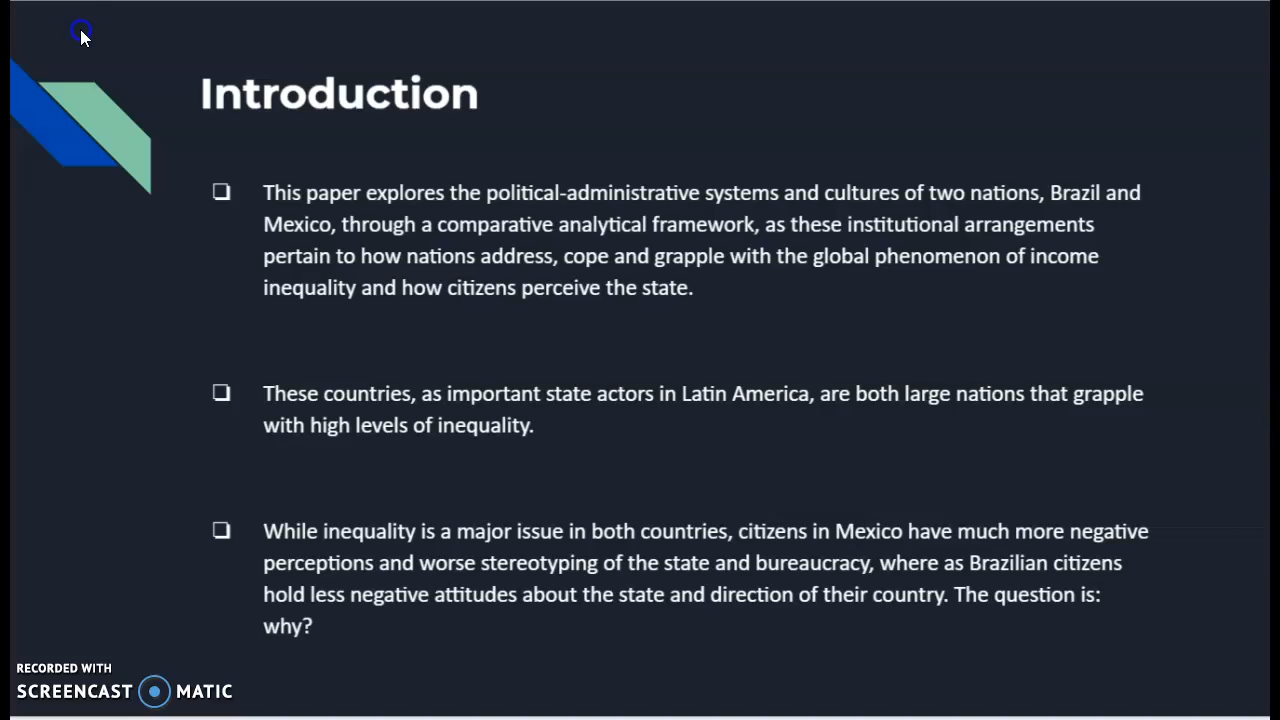 Introduction
❏ This paper explores the political-administrative systems and cultures of two nations, Brazil and
Mexico, through a comparative analytical framework, as these institutional arrangements
pertain to how nations address, cope and grapple with the global phenomenon of income
inequality and how citizens perceive the state.
❏ These countries, as important state actors in Latin America, are both large nations that grapple
with high levels of inequality.
❏ While inequality is a major issue in both countries, citizens in Mexico have much more negative
perceptions and worse stereotyping of the state and bureaucracy, where as Brazilian citizens
hold less negative attitudes about the state and direction of their country. The question is:
why?
RECORDED WITH
SCREENCAST MATIC